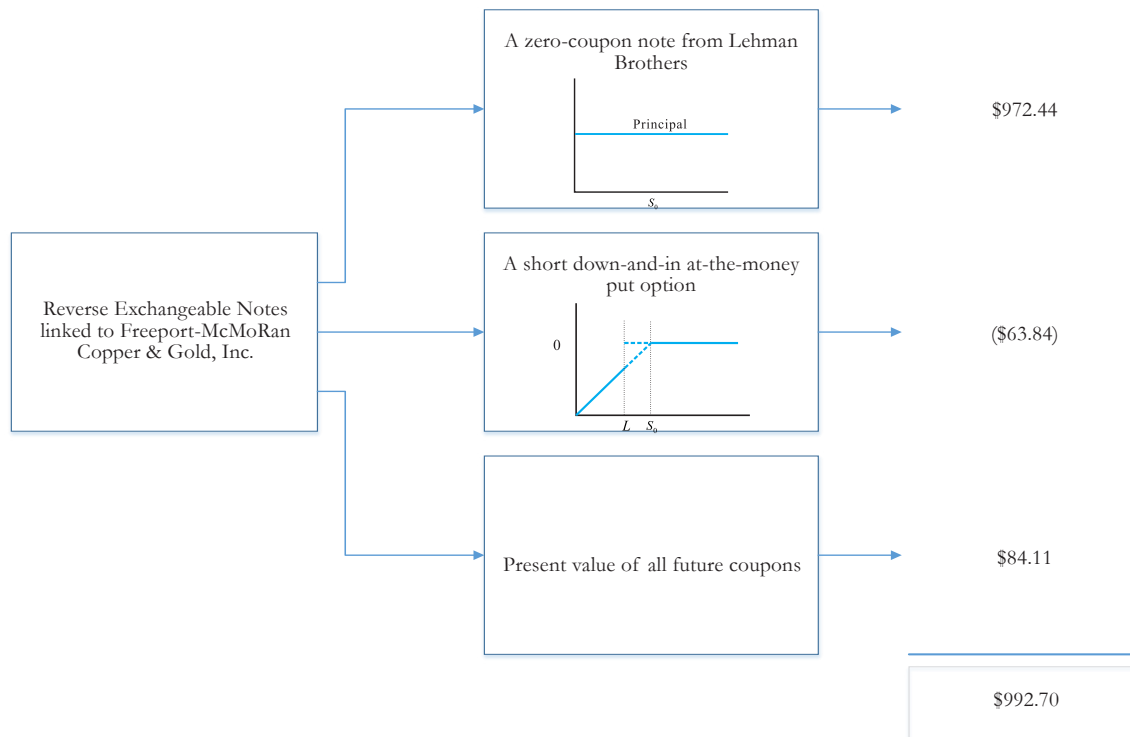 A zero-coupon note from Lehman
Brothers
Principal
S0
$972.44
Reverse Exchangeable Notes
linked to Freeport-McMoRan
Copper & Gold, Inc.
A short down-and-in at-the-money
put option
0
L S0
($63.84)
Present value of all future coupons
$84.11
$992.70